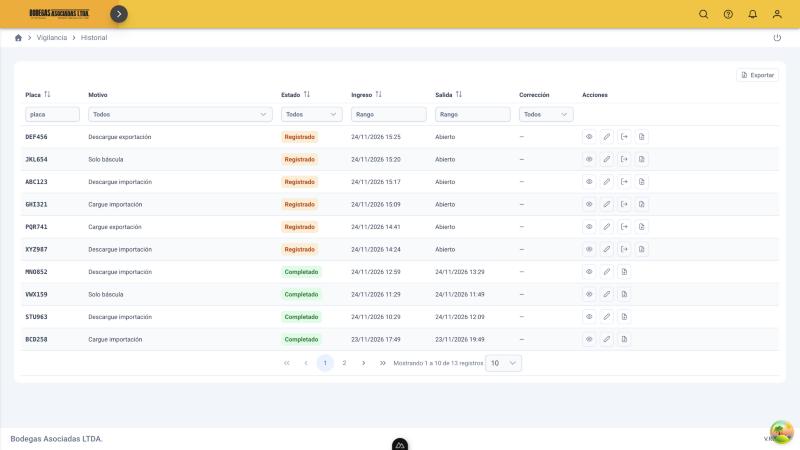 BODEGAS ASOCIADAS LTDA.
Vigilancia Historial
Exportar
Placa Motivo Estado Ingreso Salida Corrección Acciones
placa Todos Todos Rango Rango Todos
DEF456 Descargue exportación Registrado 24/11/2026 15:25 Abierto —
JKL654 Solo báscula Registrado 24/11/2026 15:20 Abierto —
ABC123 Descargue importación Registrado 24/11/2026 15:17 Abierto —
GHI321 Cargue importación Registrado 24/11/2026 15:09 Abierto —
PQR741 Cargue exportación Registrado 24/11/2026 14:41 Abierto —
XYZ987 Descargue importación Registrado 24/11/2026 14:24 Abierto —
MNO852 Descargue importación Completado 24/11/2026 12:59 24/11/2026 13:29 —
VWX159 Solo báscula Completado 24/11/2026 11:29 24/11/2026 11:49 —
STU963 Descargue importación Completado 24/11/2026 10:29 24/11/2026 12:09 —
BCD258 Cargue importación Completado 23/11/2026 17:49 23/11/2026 19:49 —
« ‹ 1 2 › » Mostrando 1 a 10 de 13 registros 10
Bodegas Asociadas LTDA.